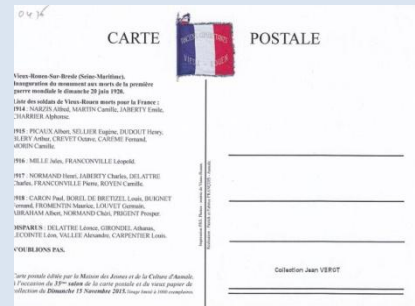 CARTE POSTALE
Vieux-Rouen-Sur-Bresle (Seine-Maritime).
Inauguration du monument aux morts de la première
guerre mondiale le dimanche 20 juin 1920.
Liste des soldats de Vieux-Rouen morts pour la France :
1914 : NARZIS Alfred, MARTIN Camille, JABERTY Emile,
CHARRIER Alphonse.
1915 : PICAUX Albert, SELLIER Eugène, DUDOUT Henry,
BLERY Arthur, CREVET Octave, CAREME Fernand,
MORIN Camille.
1916 : MILLE Jules, FRANCONVILLE Léopold.
1917 : NORMAND Henri, JABERTY Charles, DELATTRE
Charles, FRANCONVILLE Pierre, ROYEN Camille.
1918 : CARON Paul, BOREL DE BRETIZEL Louis, BUIGNET
Fernand, FROMENTIN Maurice, LOUVET Germain,
ABRAHAM Albert, NORMAND Chéri, PRIGENT Prosper.
DISPARUS : DELATTRE Léonce, GIRONDEL Athanas,
LECOINTE Léon, VALLEE Alexandre, CARPENTIER Louis.
N'OUBLIONS PAS.
Carte postale éditée par la Maison des Jeunes et de la Culture d'Aumale,
à l'occasion du 35ème salon de la carte postale et du vieux papier de
collection du Dimanche 15 Novembre 2015. Tirage limité à 1000 exemplaires.
Collection Jean VEROT